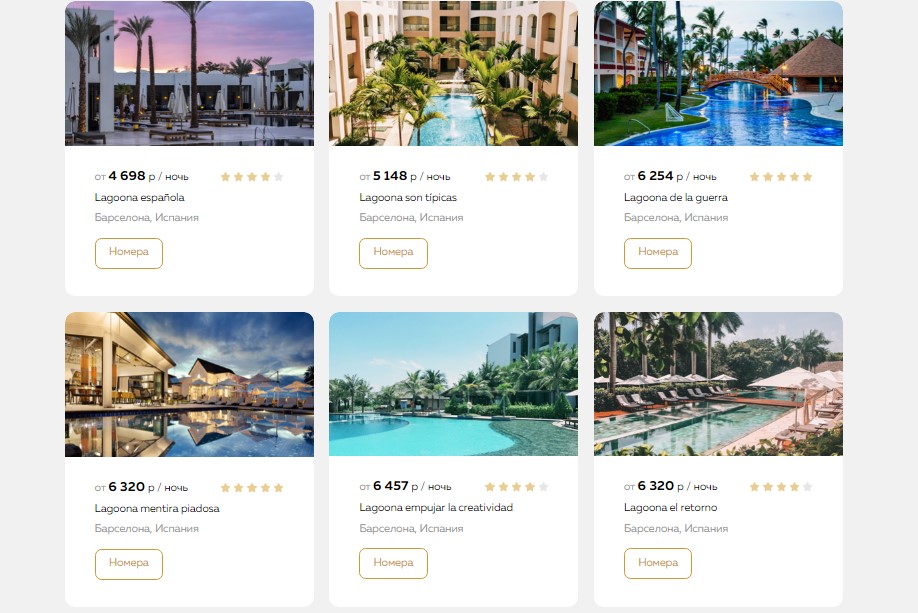 от 4 698 р / ночь
Lagoona española
Барселона, Испания
Номера
от 5 148 р / ночь
Lagoona son típicas
Барселона, Испания
Номера
от 6 254 р / ночь
Lagoona de la guerra
Барселона, Испания
Номера
от 6 320 р / ночь
Lagoona mentira piadosa
Барселона, Испания
Номера
от 6 457 р / ночь
Lagoona empujar la creatividad
Барселона, Испания
Номера
от 6 320 р / ночь
Lagoona el retorno
Барселона, Испания
Номера